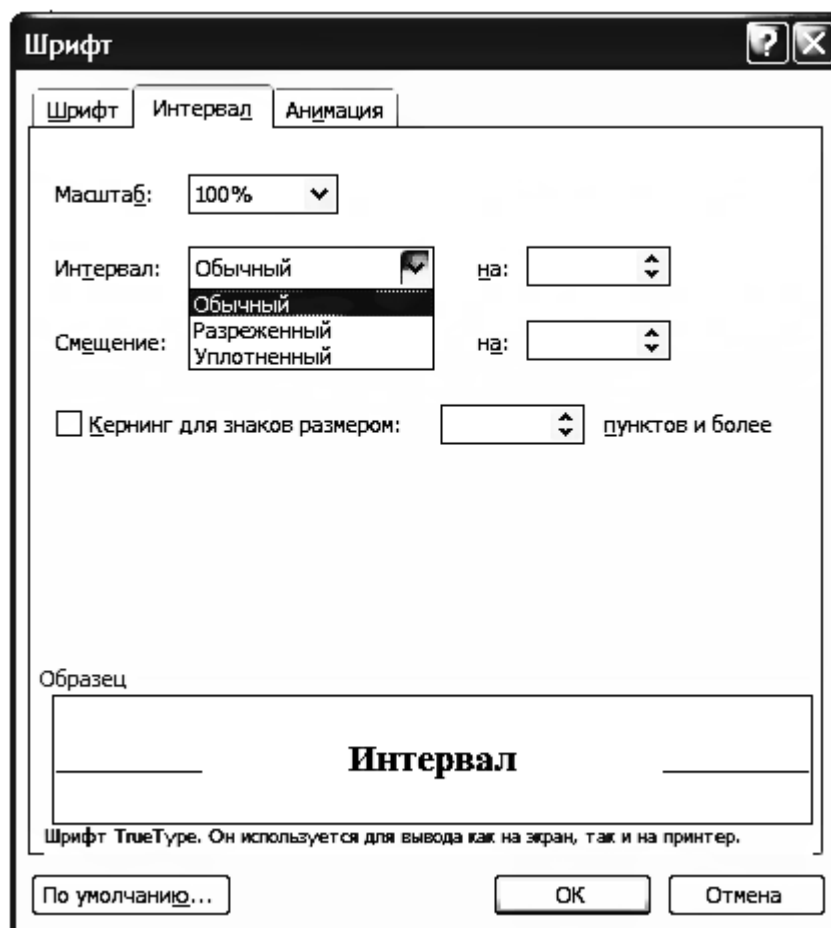 Шрифт
Шрифт Интервал Анимация
Масштаб: 100%
Интервал: Обычный на:
Обычный
Разреженный
Смещение: на:
Уплотненный
Кернинг для знаков размером: пунктов и более
Образец
Интервал
Шрифт TrueType. Он используется для вывода как на экран, так и на принтер.
По умолчанию... ОК Отмена